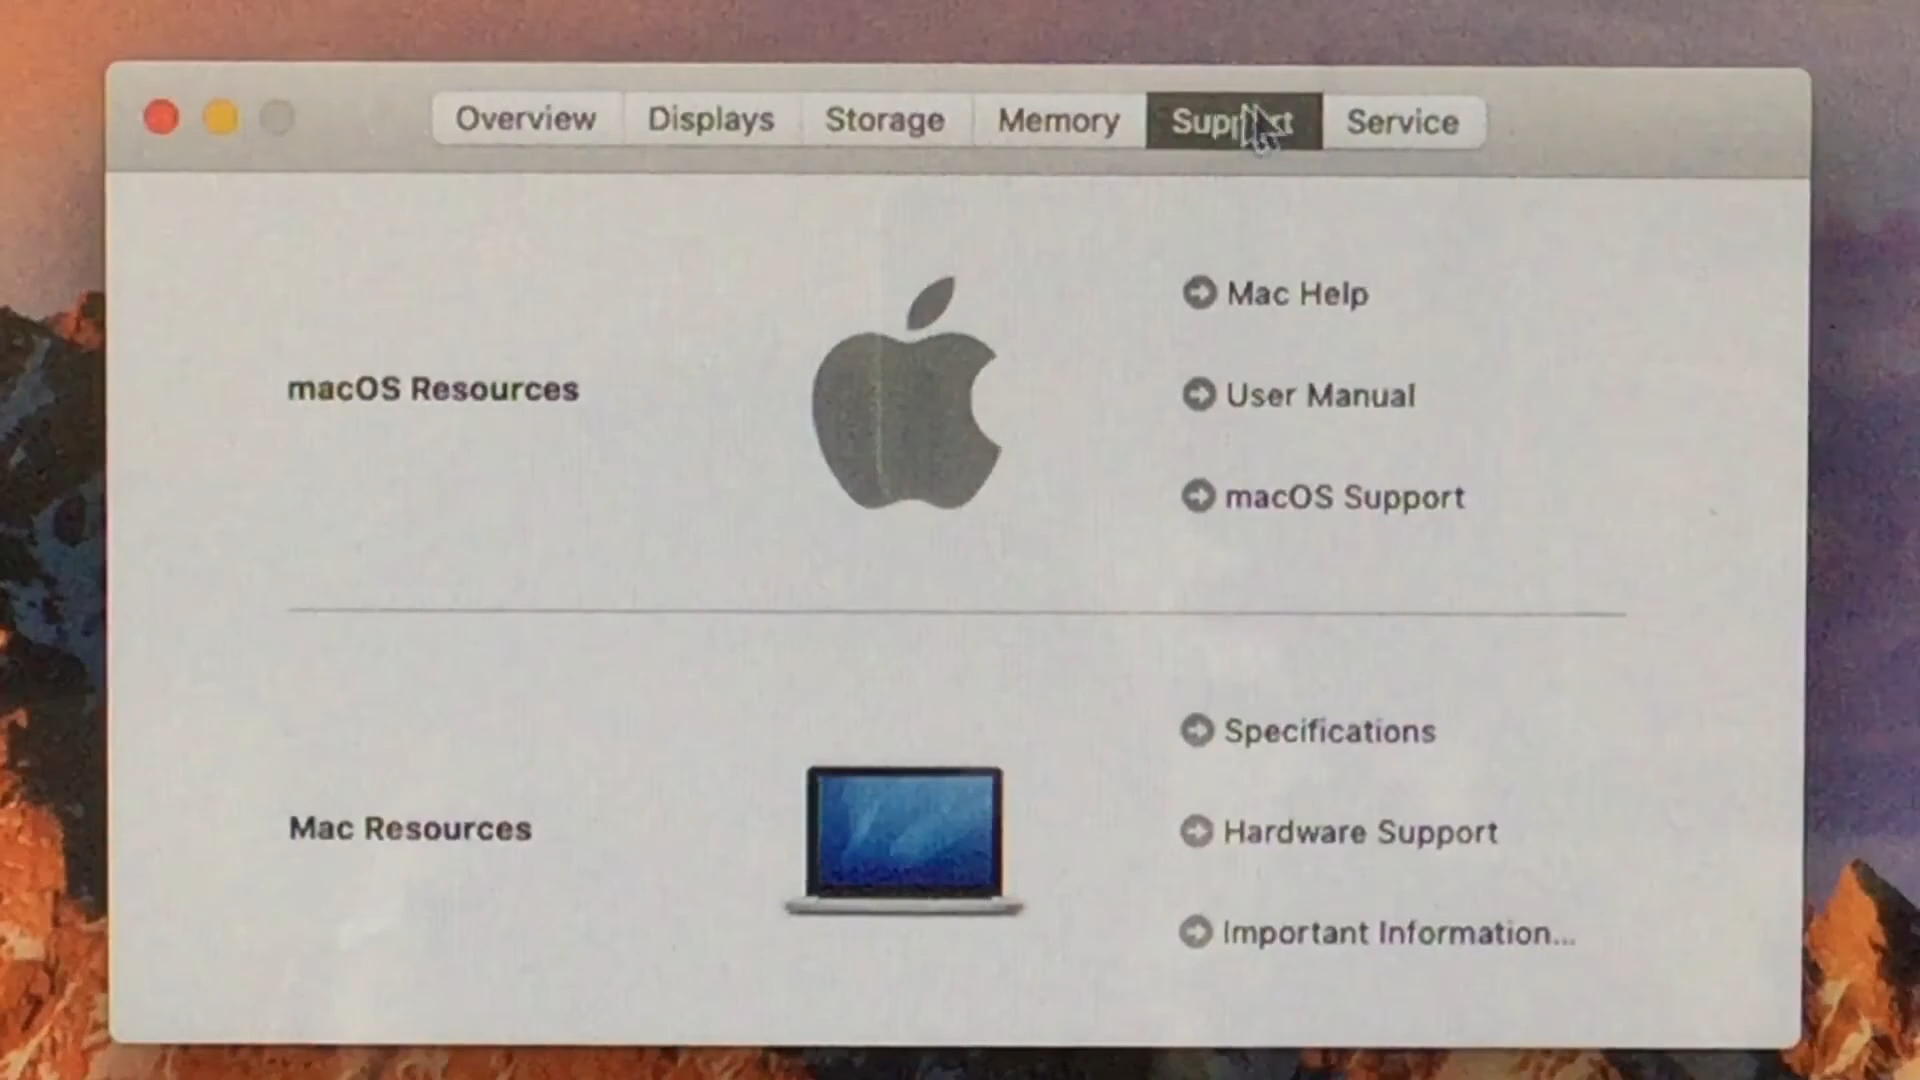 Overview Displays Storage Memory Support Service
macOS Resources
Mac Help
User Manual
macOS Support
Mac Resources
Specifications
Hardware Support
Important Information...